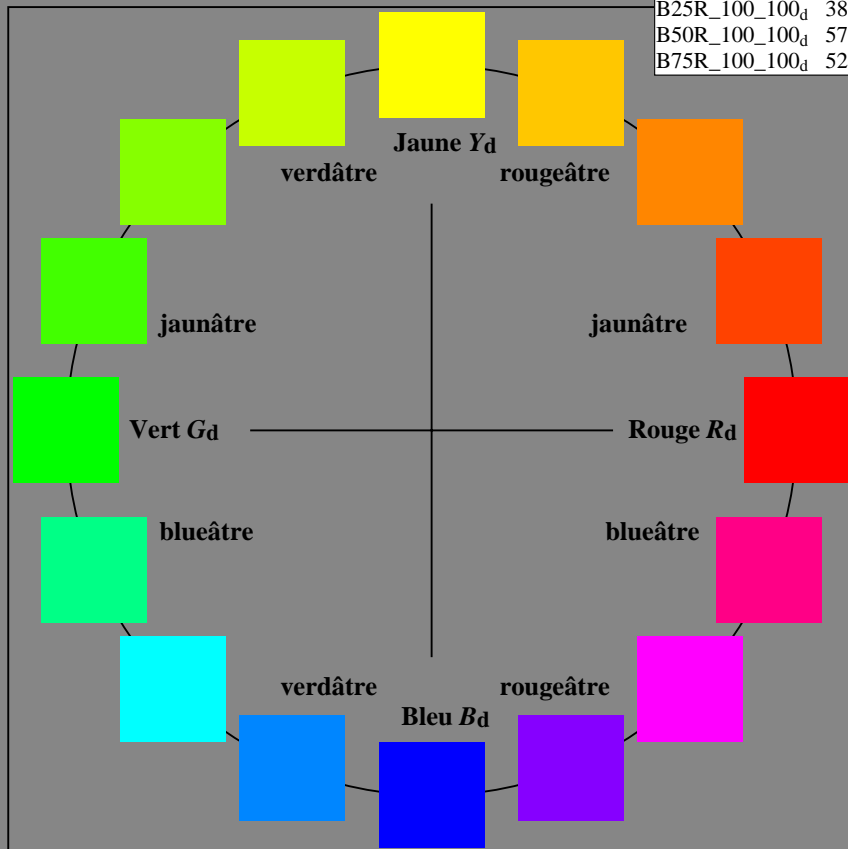 B25R_100_100d 38
B50R_100_100d 57
B75R_100_100d 52
Jaune Yd
verdâtre rougeâtre
jaunâtre jaunâtre
Vert Gd Rouge Rd
blueâtre blueâtre
verdâtre rougeâtre
Bleu Bd